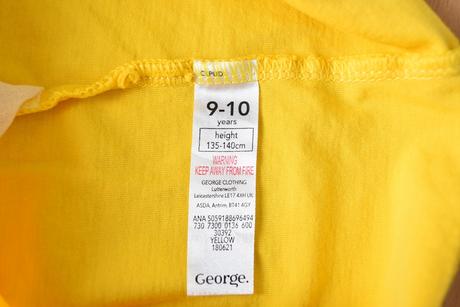 9-10
years
height
135-140cm
WARNING
KEEP AWAY FROM FIRE
GEORGE CLOTHING
Lutterworth
Leicestershire LE17 4XH UK
ASDA, Antrim, BT41 4GY
ANA 5059188696494
730 7300 0136 600
30392
YELLOW
180621
George.